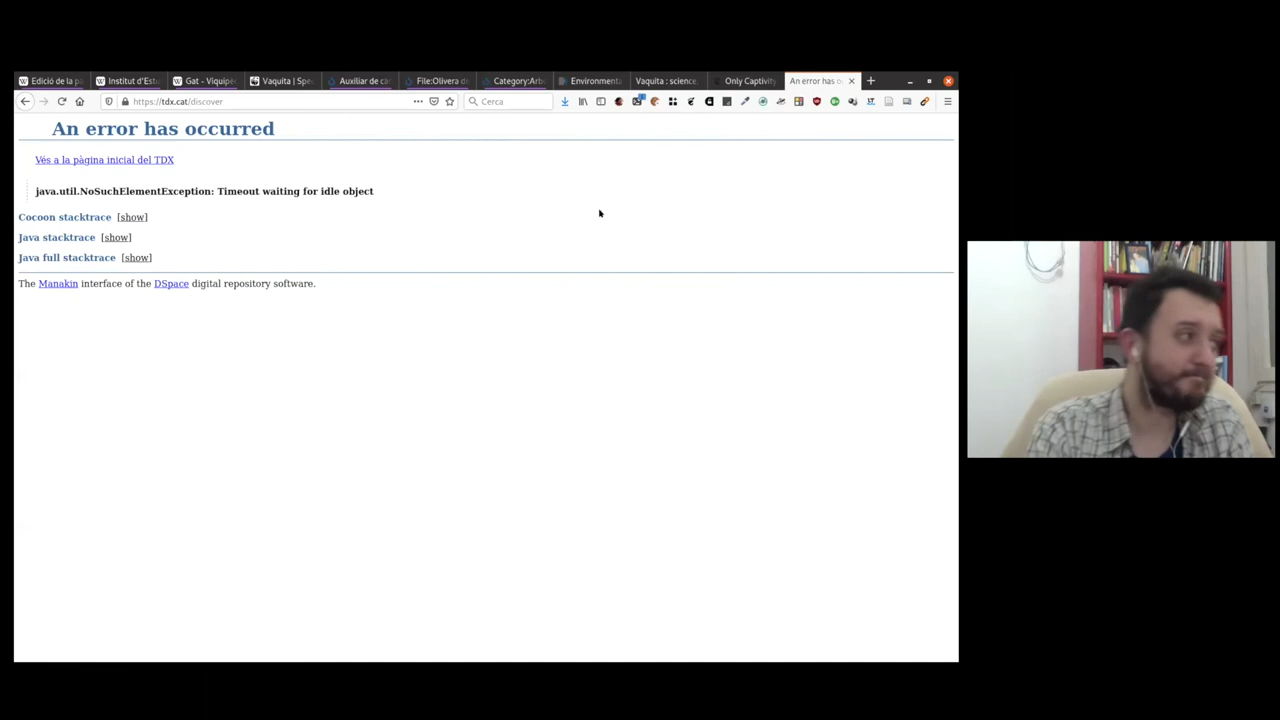 Edició de la pà
Institut d'Estu
Gat - Viquipèd
Vaquita | Spe
Auxiliar de càr
File:Olivera d
Category:Arb
Environmenta
Vaquita : science
Only Captivity
An error has o
https://tdx.cat/discover
Cerca
An error has occurred
Vés a la pàgina inicial del TDX
java.util.NoSuchElementException: Timeout waiting for idle object
Cocoon stacktrace [show]
Java stacktrace [show]
Java full stacktrace [show]
The Manakin interface of the DSpace digital repository software.